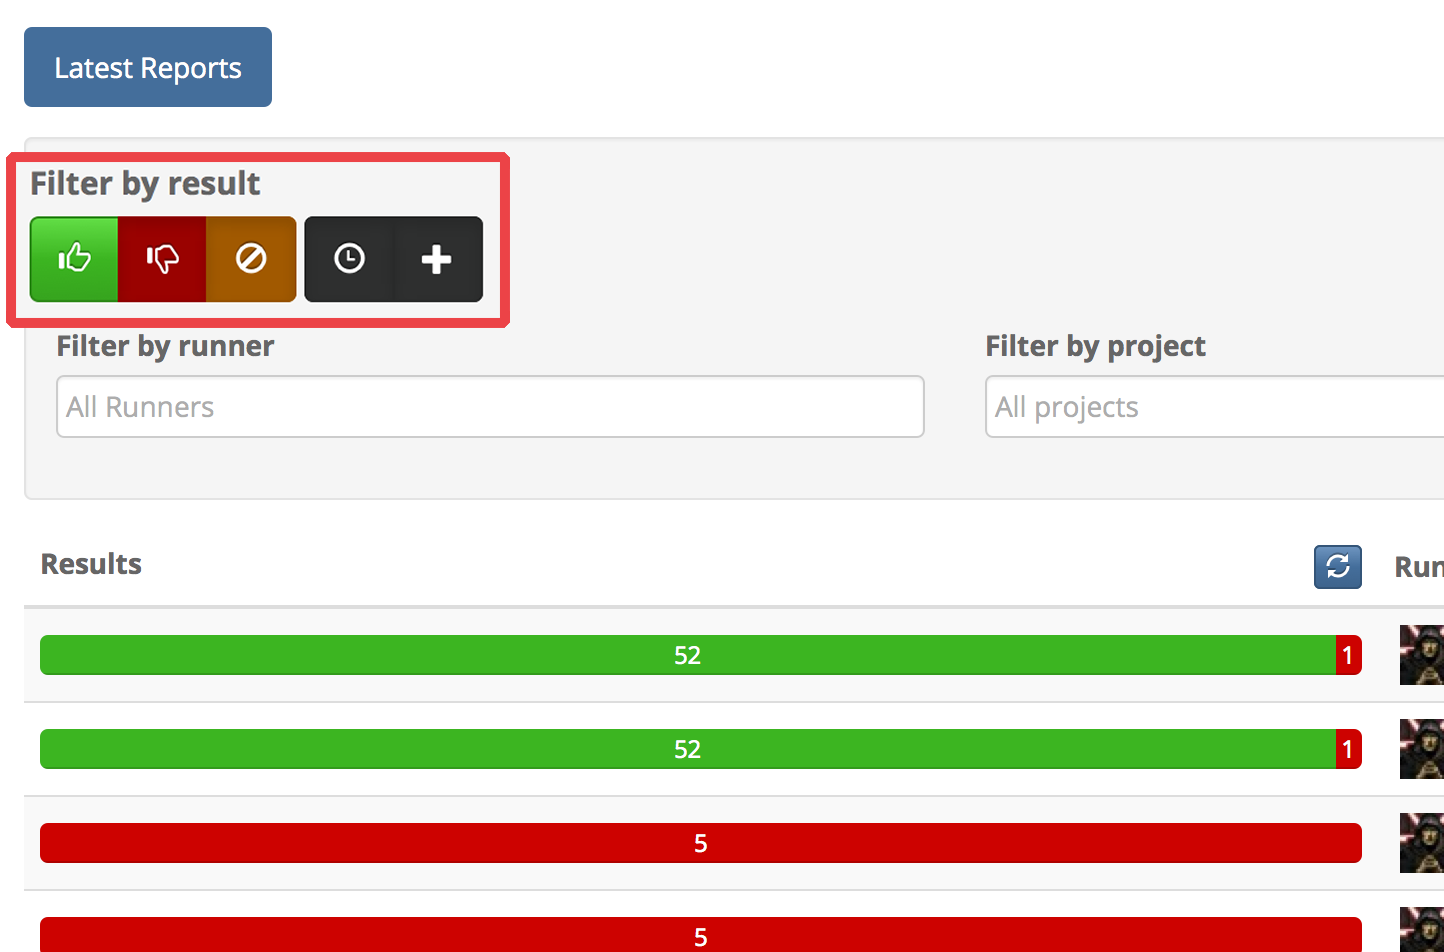 Latest Reports
Filter by result
Filter by runner
Filter by project
All Runners
All projects
Results
Run
52
1
52
1
5
5